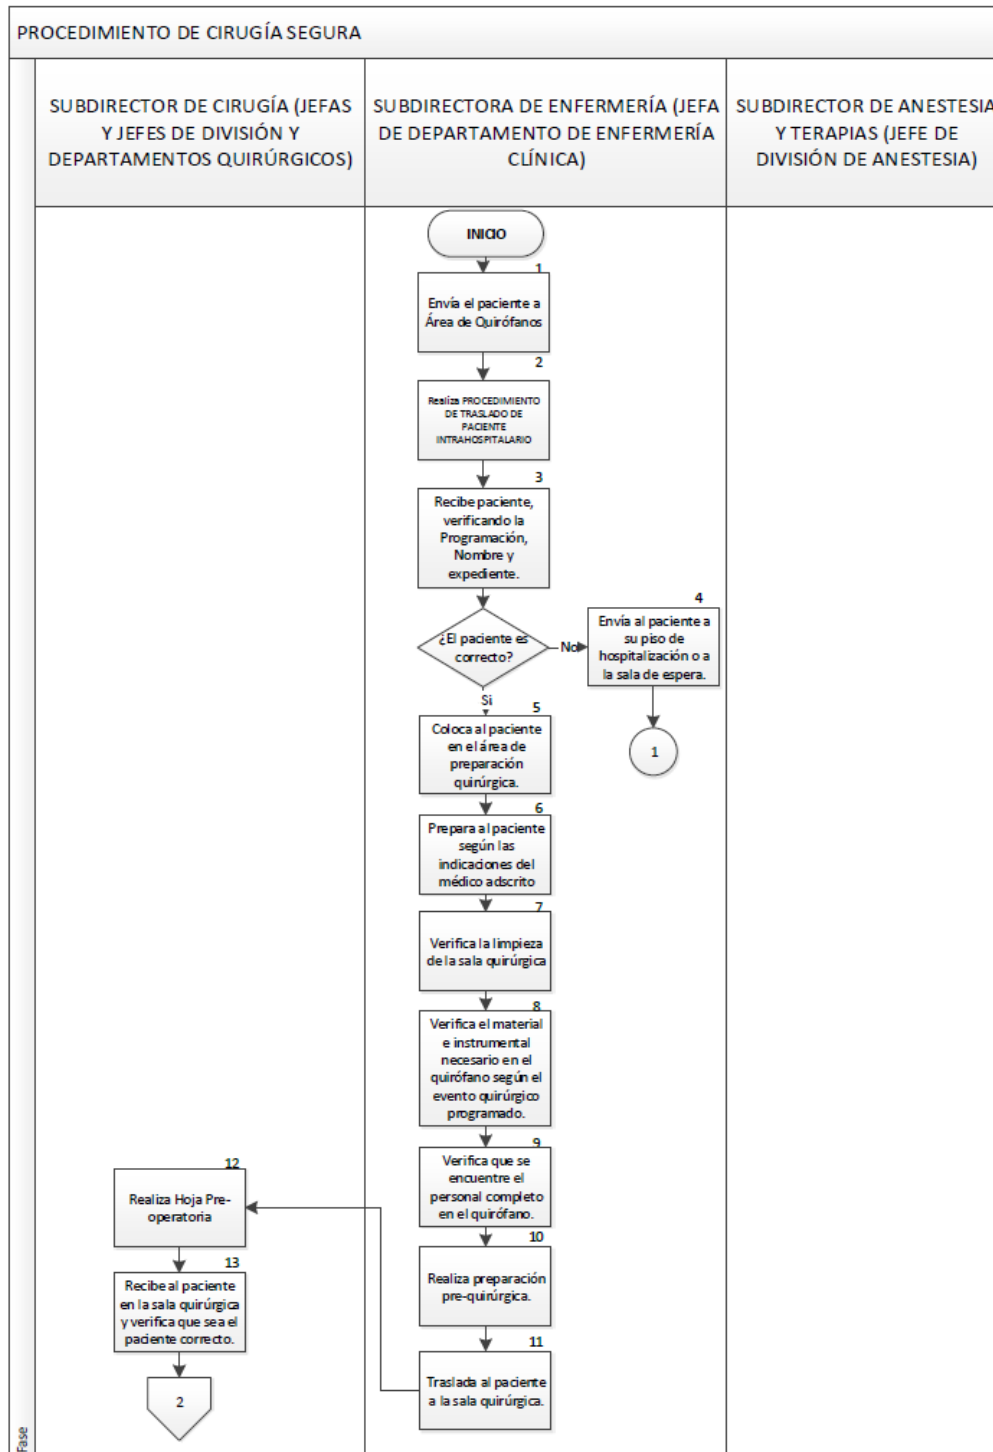 PROCEDIMIENTO DE CIRUGÍA SEGURA
SUBDIRECTOR DE CIRUGÍA (JEFAS
Y JEFES DE DIVISIÓN Y
DEPARTAMENTOS QUIRÚRGICOS)
SUBDIRECTORA DE ENFERMERÍA (JEFA
DE DEPARTAMENTO DE ENFERMERÍA
CLÍNICA)
SUBDIRECTOR DE ANESTESIA
Y TERAPIAS (JEFE DE
DIVISIÓN DE ANESTESIA)
INICIO
1
Envía el paciente a
Área de Quirófanos
2
Realiza PROCEDIMIENTO
DE TRASLADO DE
PACIENTE
INTRAHOSPITALARIO
3
Recibe paciente,
verificando la
Programación,
Nombre y
expediente.
¿El paciente es
correcto?
No
4
Envía al paciente a
su piso de
hospitalización o a
la sala de espera.
1
Si
5
Coloca al paciente
en el área de
preparación
quirúrgica.
6
Prepara al paciente
según las
indicaciones del
médico adscrito
7
Verifica la limpieza
de la sala quirúrgica
8
Verifica el material
e instrumental
necesario en el
quirófano según el
evento quirúrgico
programado.
9
Verifica que se
encuentre el
personal completo
en el quirófano.
10
Realiza preparación
pre-quirúrgica.
11
Traslada al paciente
a la sala quirúrgica.
12
Realiza Hoja Pre-
operatoria
13
Recibe al paciente
en la sala quirúrgica
y verifica que sea el
paciente correcto.
2
Fase